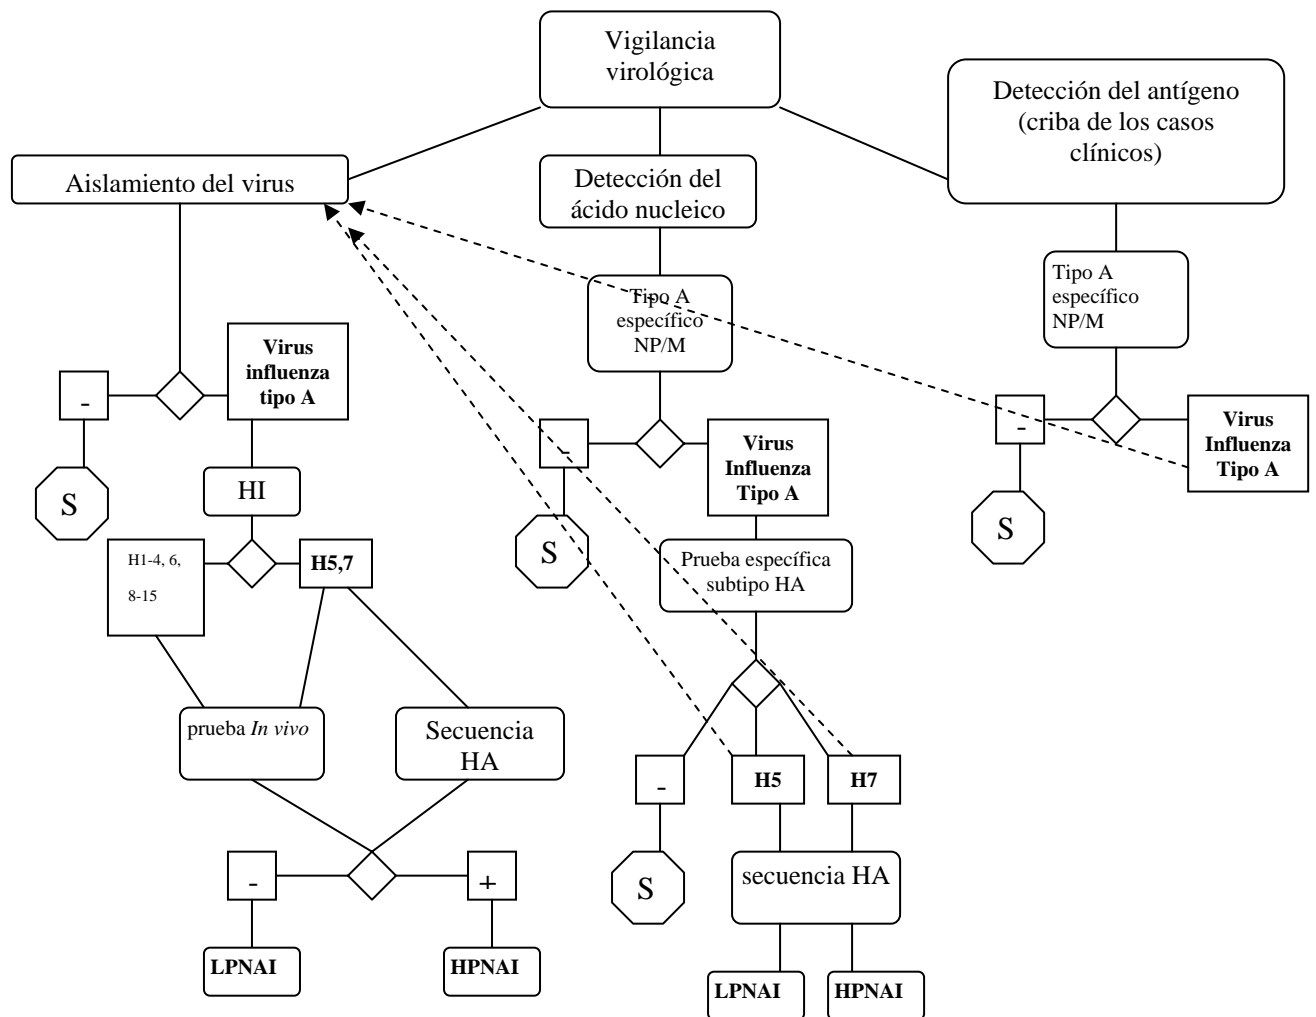 Vigilancia
virológica
Detección del antígeno
(criba de los casos
clínicos)
Aislamiento del virus
Detección del
ácido nucleico
Tipo A
específico
NP/M
Tipo A
específico
NP/M
Virus
influenza
tipo A
-
S
HI
H1-4, 6,
8-15
H5,7
prueba In vivo
Secuencia
HA
-
+
LPNAI
HPNAI
-
S
Virus
Influenza
Tipo A
Prueba específica
subtipo HA
-
S
H5
H7
secuencia HA
LPNAI
HPNAI
-
S
Virus
Influenza
Tipo A